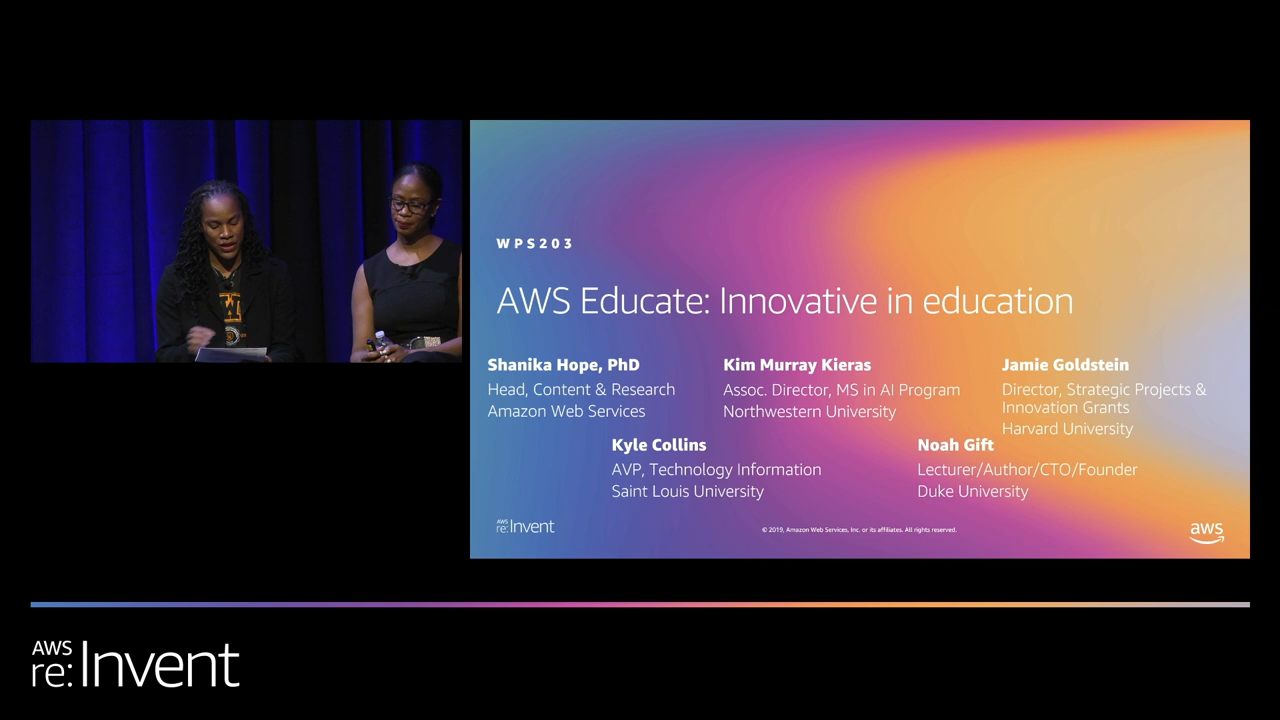 WPS203
AWS Educate: Innovative in education
Shanika Hope, PhD
Head, Content & Research
Amazon Web Services
Kim Murray Kieras
Assoc. Director, MS in AI Program
Northwestern University
Jamie Goldstein
Director, Strategic Projects &
Innovation Grants
Harvard University
Kyle Collins
AVP, Technology Information
Saint Louis University
Noah Gift
Lecturer/Author/CTO/Founder
Duke University
AWS
re:Invent
© 2019, Amazon Web Services, Inc. or its affiliates. All rights reserved.
aws
AWS
re:Invent